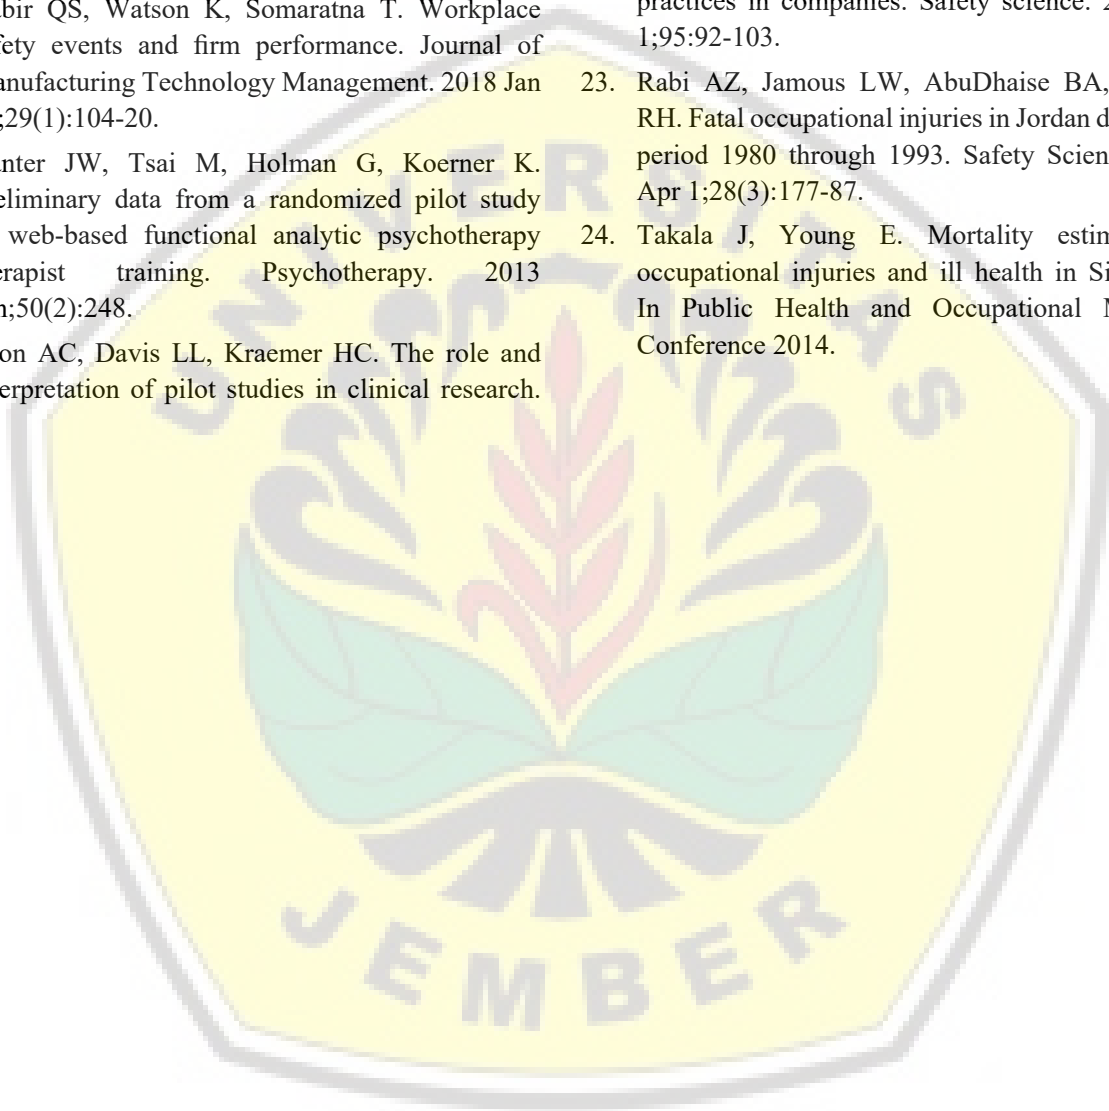 bir QS, Watson K, Somaratna T. Workplace
fety events and firm performance. Journal of
anufacturing Technology Management. 2018 Jan
;29(1):104-20.
nter JW, Tsai M, Holman G, Koerner K.
eliminary data from a randomized pilot study
web-based functional analytic psychotherapy
erapist training. Psychotherapy. 2013
n;50(2):248.
on AC, Davis LL, Kraemer HC. The role and
erpretation of pilot studies in clinical research.
practices in companies. Safety science. 2
1;95:92-103.
23. Rabi AZ, Jamous LW, AbuDhaise BA,
RH. Fatal occupational injuries in Jordan d
period 1980 through 1993. Safety Scien
Apr 1;28(3):177-87.
24. Takala J, Young E. Mortality estim
occupational injuries and ill health in Si
In Public Health and Occupational M
Conference 2014.
UNIVERSITAS
JEMBER